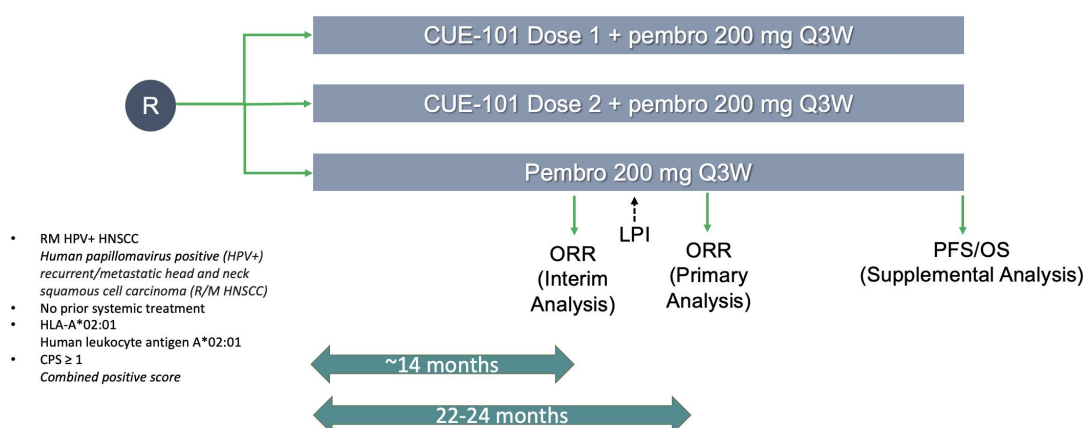 CUE-101 Dose 1 + pembro 200 mg Q3W
R
CUE-101 Dose 2 + pembro 200 mg Q3W
Pembro 200 mg Q3W
• RM HPV+ HNSCC
Human papillomavirus positive (HPV+)
recurrent/metastatic head and neck
squamous cell carcinoma (R/M HNSCC)
• No prior systemic treatment
• HLA-A*02:01
Human leukocyte antigen A*02:01
• CPS ≥ 1
Combined positive score
ORR
(Interim
Analysis)
LPI
ORR
(Primary
Analysis)
PFS/OS
(Supplemental Analysis)
~14 months
22-24 months